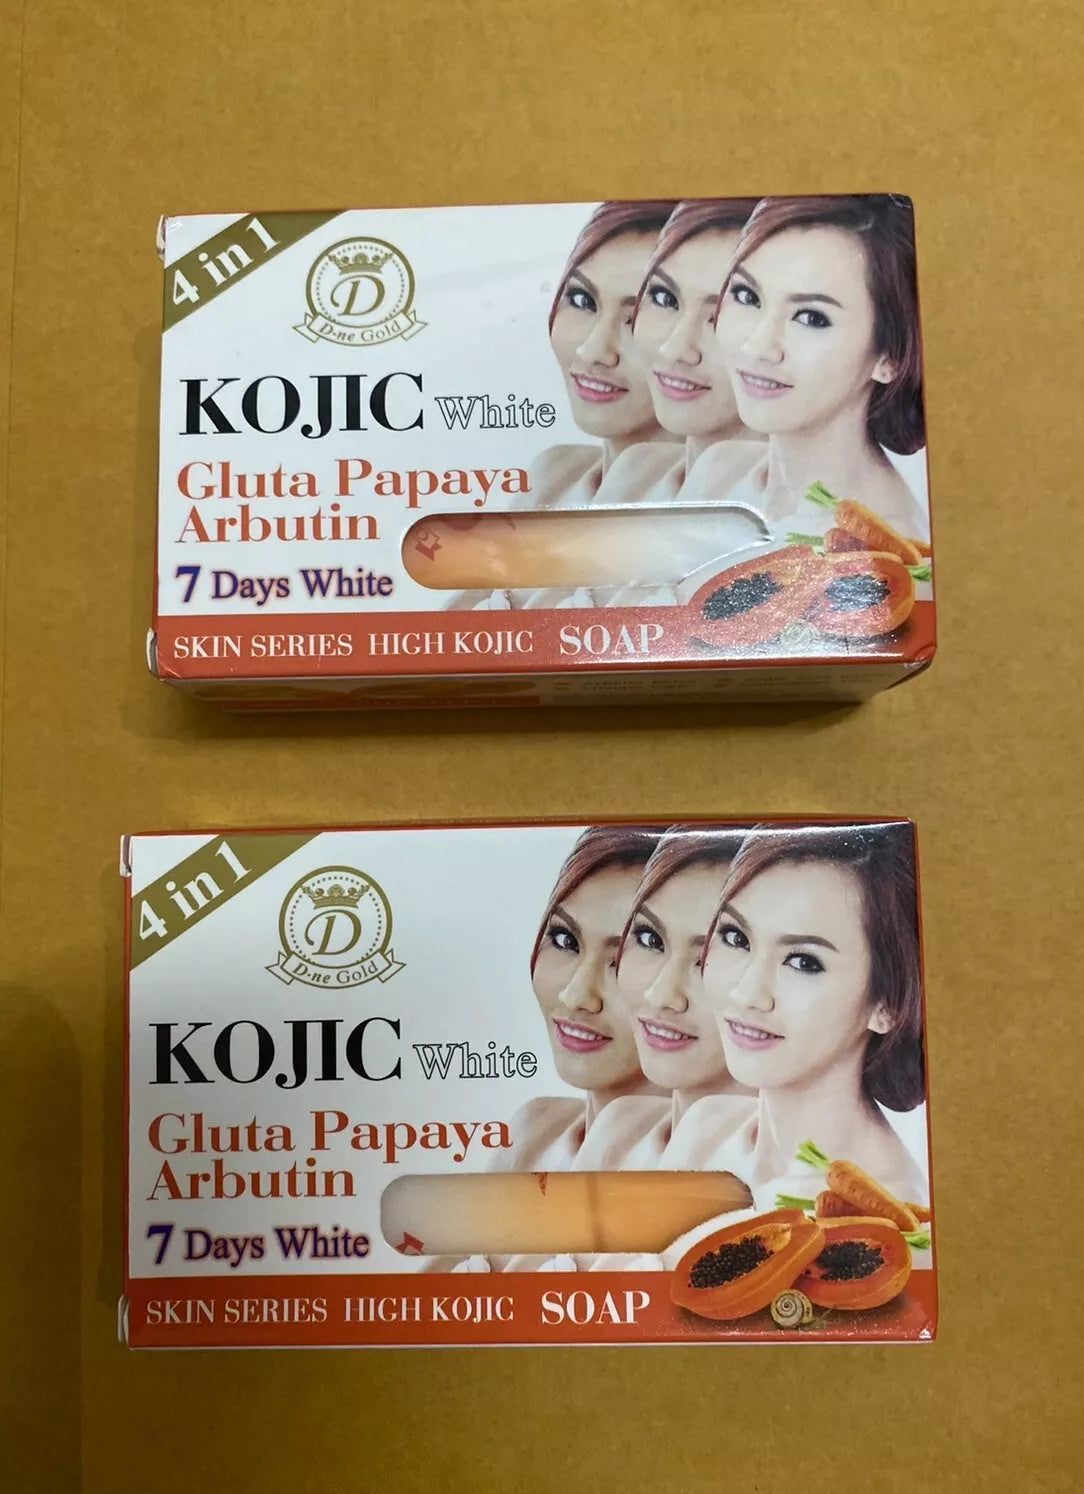 4 in 1
D
D-ne Gold
KOJIC White
Gluta Papaya
Arbutin
7 Days White
SKIN SERIES HIGH KOJIC SOAP
4 in 1
D
D-ne Gold
KOJIC White
Gluta Papaya
Arbutin
7 Days White
SKIN SERIES HIGH KOJIC SOAP